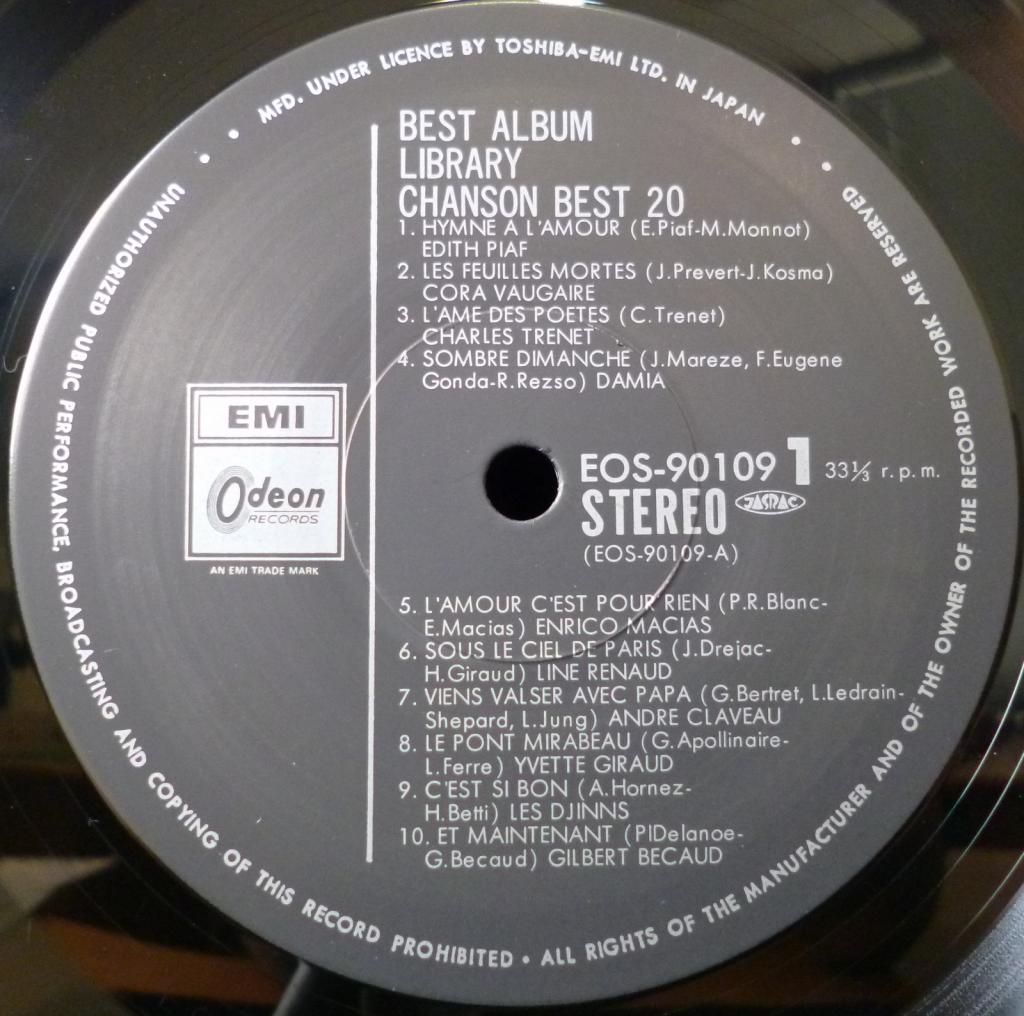 MFD. UNDER LICENCE BY TOSHIBA-EMI LTD. IN JAPAN
BEST ALBUM
LIBRARY
CHANSON BEST 20
1. HYMNE A L'AMOUR (E.Piaf-M.Monnot)
EDITH PIAF
2. LES FEUILLES MORTES (J.Prevert-J.Kosma)
CORA VAUGAIRE
3. L'AME DES POETES (C.Trenet)
CHARLES TRENET
4. SOMBRE DIMANCHE (J.Mareze, F.Eugene
Gonda-R.Rezso) DAMIA
EMI
Odeon
RECORDS
AN EMI TRADE MARK
EOS-90109 1 33⅓ r.p.m.
STEREO JASRAC
(EOS-90109-A)
5. L'AMOUR C'EST POUR RIEN (P.R.Blanc-
E.Macias) ENRICO MACIAS
6. SOUS LE CIEL DE PARIS (J.Drejac-
H.Giraud) LINE RENAUD
7. VIENS VALSER AVEC PAPA (G.Bertret, L.Ledrain-
Shepard, L.Jung) ANDRE CLAVEAU
8. LE PONT MIRABEAU (G.Apollinaire-
L.Ferre) YVETTE GIRAUD
9. C'EST SI BON (A.Hornez-
H.Betti) LES DJINNS
10. ET MAINTENANT (PIDelanoe-
G.Becaud) GILBERT BECAUD
UNAUTHORIZED PUBLIC PERFORMANCE, BROADCASTING AND COPYING OF THIS RECORD PROHIBITED • ALL RIGHTS OF THE MANUFACTURER AND OF THE OWNER OF THE RECORDED WORK ARE RESERVED